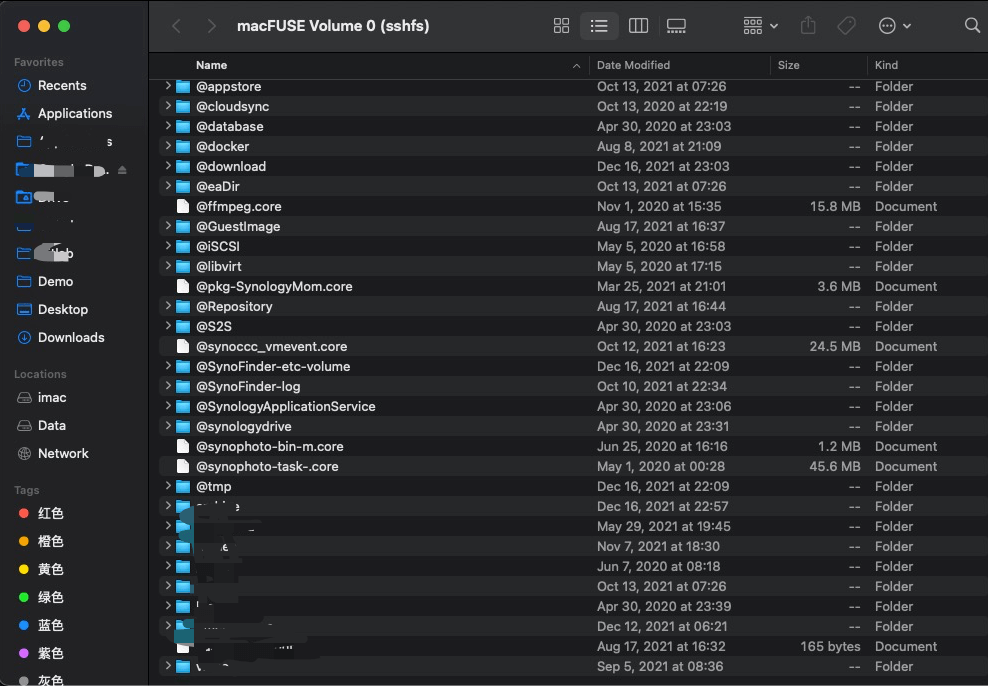 macFUSE Volume 0 (sshfs)
Favorites
Recents
Applications
Demo
Desktop
Downloads
Locations
imac
Data
Network
Tags
红色
橙色
黄色
绿色
蓝色
紫色
灰色
Name Date Modified Size Kind
@appstore Oct 13, 2021 at 07:26 -- Folder
@cloudsync Oct 13, 2020 at 22:19 -- Folder
@database Apr 30, 2020 at 23:03 -- Folder
@docker Aug 8, 2021 at 21:09 -- Folder
@download Dec 16, 2021 at 23:03 -- Folder
@eaDir Oct 13, 2021 at 07:26 -- Folder
@ffmpeg.core Nov 1, 2020 at 15:35 15.8 MB Document
@GuestImage Aug 17, 2021 at 16:37 -- Folder
@iSCSI May 5, 2020 at 16:58 -- Folder
@libvirt May 5, 2020 at 17:15 -- Folder
@pkg-SynologyMom.core Mar 25, 2021 at 21:01 3.6 MB Document
@Repository Aug 17, 2021 at 16:44 -- Folder
@S2S Apr 30, 2020 at 23:03 -- Folder
@synoccc_vmevent.core Oct 12, 2021 at 16:23 24.5 MB Document
@SynoFinder-etc-volume Dec 16, 2021 at 22:09 -- Folder
@SynoFinder-log Oct 10, 2021 at 22:34 -- Folder
@SynologyApplicationService Apr 30, 2020 at 23:06 -- Folder
@synologydrive Apr 30, 2020 at 23:31 -- Folder
@synophoto-bin-m.core Jun 25, 2020 at 16:16 1.2 MB Document
@synophoto-task-.core May 1, 2020 at 00:28 45.6 MB Document
@tmp Dec 16, 2021 at 22:09 -- Folder
Dec 16, 2021 at 22:57 -- Folder
May 29, 2021 at 19:45 -- Folder
Nov 7, 2021 at 18:30 -- Folder
Jun 7, 2020 at 08:18 -- Folder
Oct 13, 2021 at 07:26 -- Folder
Apr 30, 2020 at 23:39 -- Folder
Dec 12, 2021 at 06:21 -- Folder
Aug 17, 2021 at 16:32 165 bytes Document
Sep 5, 2021 at 08:36 -- Folder